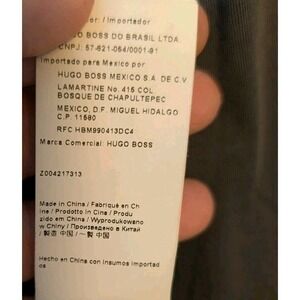 or: / Importador
O BOSS DO BRASIL LTDA
CNPJ: 57-621-064/0001-91
Importado para Mexico por
HUGO BOSS MEXICO S.A. DE C.V
LAMARTINE No. 415 COL
BOSQUE DE CHAPULTEPEC
MEXICO, D.F. MIGUEL HIDALGO
C.P. 11580
RFC HBM990413DC4
Marca Comercial: HUGO BOSS
Z004217313
Made in China / Fabriqué en Ch
ine / Prodotto in Cina / Produ
zido em China / Wyprodukowano
w Chiny / Произведено в Китай
/ 製造 中国 / 一製 中国
Hecho en China con insumos importad
os